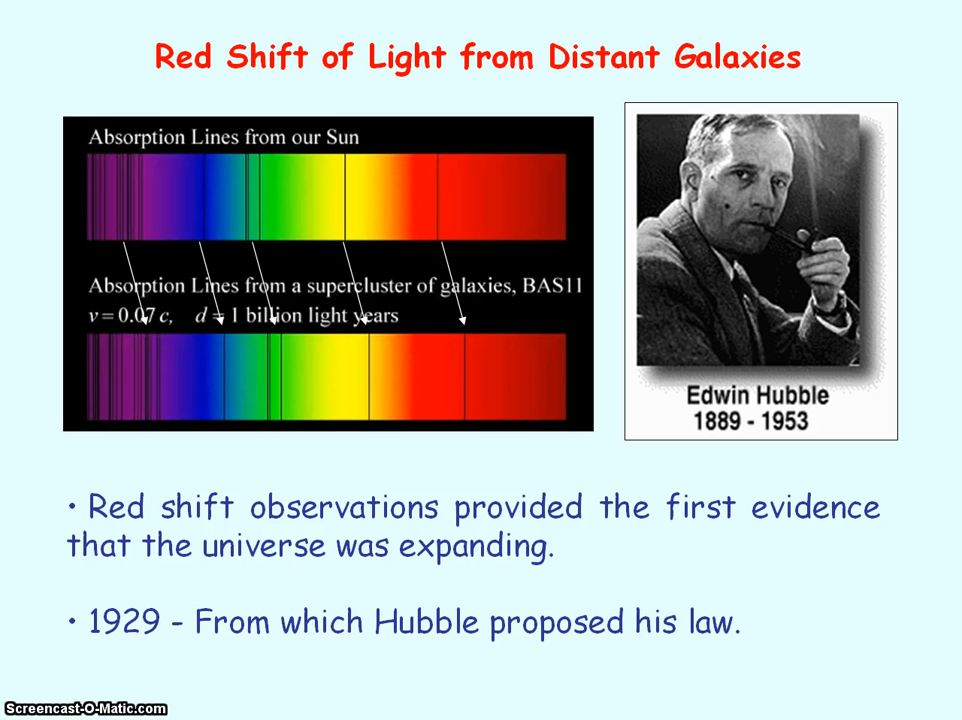 Red Shift of Light from Distant Galaxies
Absorption Lines from our Sun
Absorption Lines from a supercluster of galaxies, BAS11
v = 0.07 c, d = 1 billion light years
Edwin Hubble
1889 - 1953
• Red shift observations provided the first evidence
that the universe was expanding.
• 1929 - From which Hubble proposed his law.
Screencast-O-Matic.com